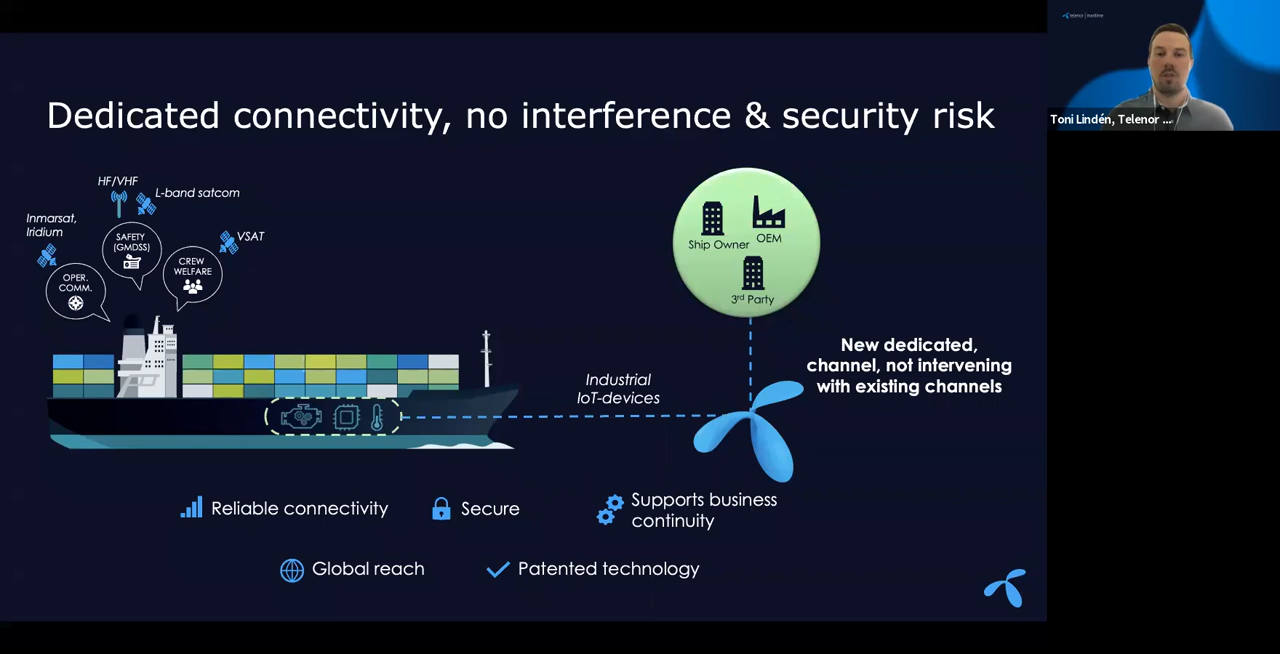 telenor maritime
Toni Lindén, Telenor ...
Dedicated connectivity, no interference & security risk
HF/VHF
L-band satcom
Inmarsat,
Iridium
VSAT
SAFETY
(GMDSS)
CREW
WELFARE
OPER.
COMM.
Ship Owner
OEM
3rd Party
New dedicated,
channel, not intervening
with existing channels
Industrial
IoT-devices
Reliable connectivity
Secure
Supports business
continuity
Global reach
Patented technology